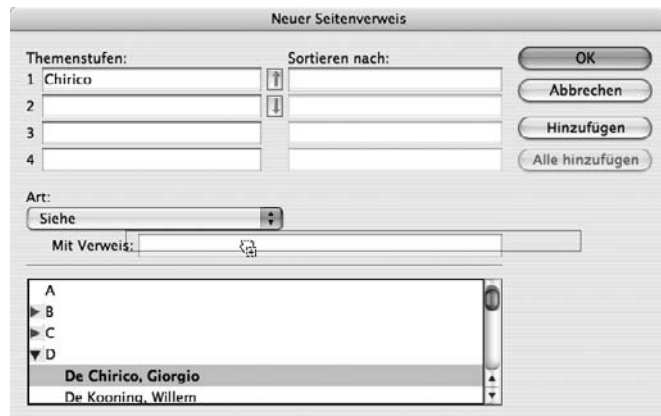 Neuer Seitenverweis
Themenstufen:
Sortieren nach:
1 Chirico
2
3
4
OK
Abbrechen
Hinzufügen
Alle hinzufügen
Art:
Siehe
Mit Verweis:
A
B
C
D
De Chirico, Giorgio
De Kooning, Willem